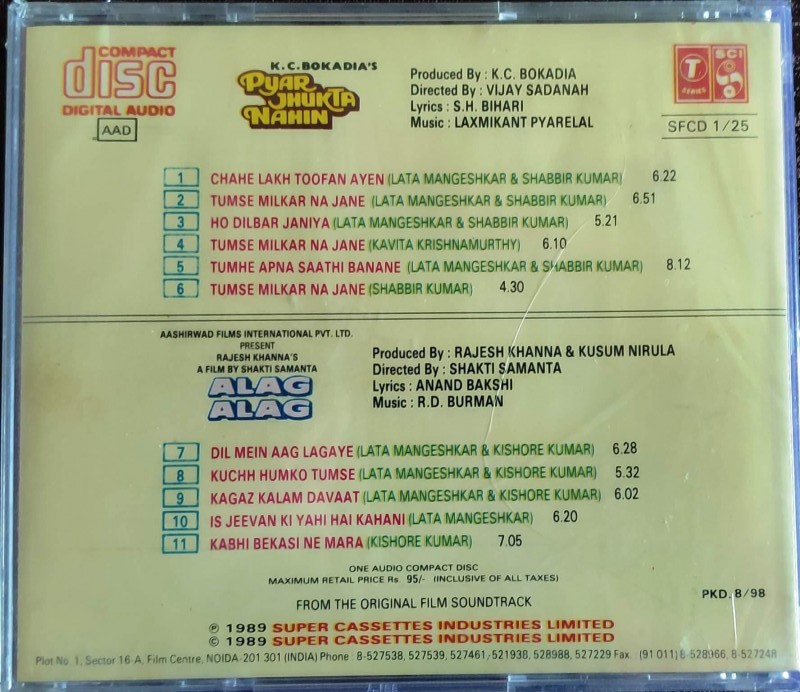 COMPACT
disc
DIGITAL AUDIO
AAD
K.C.BOKADIA'S
PYAR
JHUKTA
NAHIN
Produced By : K.C. BOKADIA
Directed By : VIJAY SADANAH
Lyrics : S.H. BIHARI
Music : LAXMIKANT PYARELAL
T SERIES
SCI
SFCD 1/25
1 CHAHE LAKH TOOFAN AYEN (LATA MANGESHKAR & SHABBIR KUMAR) 6.22
2 TUMSE MILKAR NA JANE (LATA MANGESHKAR & SHABBIR KUMAR) 6.51
3 HO DILBAR JANIYA (LATA MANGESHKAR & SHABBIR KUMAR) 5.21
4 TUMSE MILKAR NA JANE (KAVITA KRISHNAMURTHY) 6.10
5 TUMHE APNA SAATHI BANANE (LATA MANGESHKAR & SHABBIR KUMAR) 8.12
6 TUMSE MILKAR NA JANE (SHABBIR KUMAR) 4.30
AASHIRWAD FILMS INTERNATIONAL PVT. LTD.
PRESENT
RAJESH KHANNA'S
A FILM BY SHAKTI SAMANTA
ALAG
ALAG
Produced By : RAJESH KHANNA & KUSUM NIRULA
Directed By : SHAKTI SAMANTA
Lyrics : ANAND BAKSHI
Music : R.D. BURMAN
7 DIL MEIN AAG LAGAYE (LATA MANGESHKAR & KISHORE KUMAR) 6.28
8 KUCHH HUMKO TUMSE (LATA MANGESHKAR & KISHORE KUMAR) 5.32
9 KAGAZ KALAM DAVAAT (LATA MANGESHKAR & KISHORE KUMAR) 6.02
10 IS JEEVAN KI YAHI HAI KAHANI (LATA MANGESHKAR) 6.20
11 KABHI BEKASI NE MARA (KISHORE KUMAR) 7.05
ONE AUDIO COMPACT DISC
MAXIMUM RETAIL PRICE Rs. 95/- (INCLUSIVE OF ALL TAXES)
PKD. 8/98
FROM THE ORIGINAL FILM SOUNDTRACK
℗ 1989 SUPER CASSETTES INDUSTRIES LIMITED
© 1989 SUPER CASSETTES INDUSTRIES LIMITED
Plot No. 1, Sector 16-A, Film Centre, NOIDA-201 301 (INDIA) Phone : 8-527538, 527539, 527461, 521938, 528988, 527229 Fax (91 011) 8-528966, 8-527248